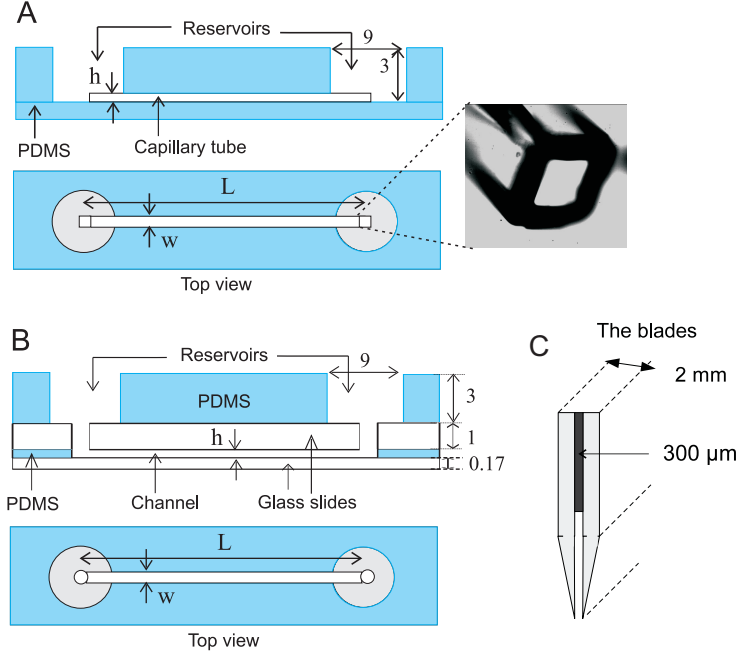 A
Reservoirs
9
3
h
PDMS
Capillary tube
L
w
Top view
B
Reservoirs
9
3
PDMS
h
1
0.17
PDMS
Channel
Glass slides
L
w
Top view
C
The blades
2 mm
300 µm